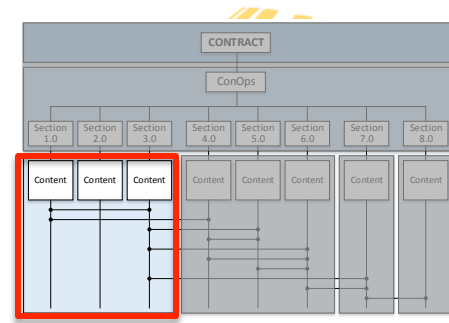 CONTRACT
ConOps
Section 1.0
Section 2.0
Section 3.0
Section 4.0
Section 5.0
Section 6.0
Section 7.0
Section 8.0
Content
Content
Content
Content
Content
Content
Content
Content